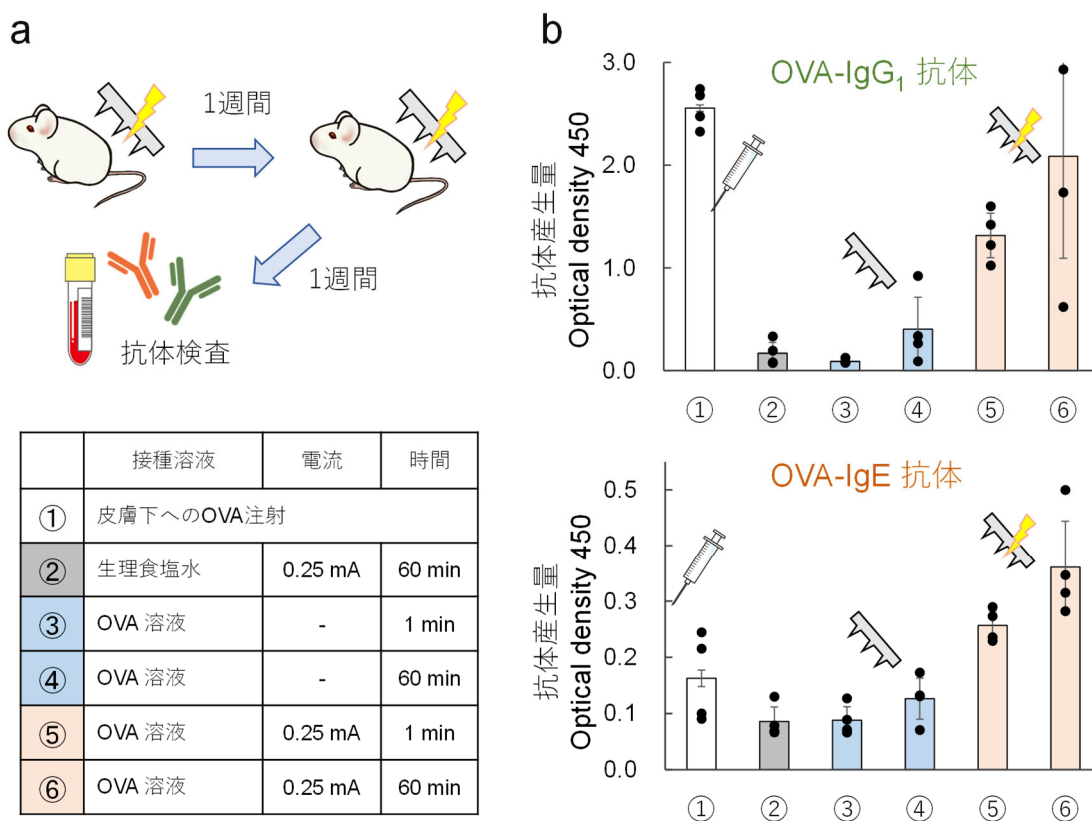 a
1週間
1週間
抗体検査
接種溶液 電流 時間
① 皮膚下へのOVA注射
② 生理食塩水 0.25 mA 60 min
③ OVA 溶液 - 1 min
④ OVA 溶液 - 60 min
⑤ OVA 溶液 0.25 mA 1 min
⑥ OVA 溶液 0.25 mA 60 min
b
OVA-IgG₁ 抗体
抗体産生量
Optical density 450
3.0
2.0
1.0
0.0
① ② ③ ④ ⑤ ⑥
OVA-IgE 抗体
抗体産生量
Optical density 450
0.5
0.4
0.3
0.2
0.1
0.0
① ② ③ ④ ⑤ ⑥